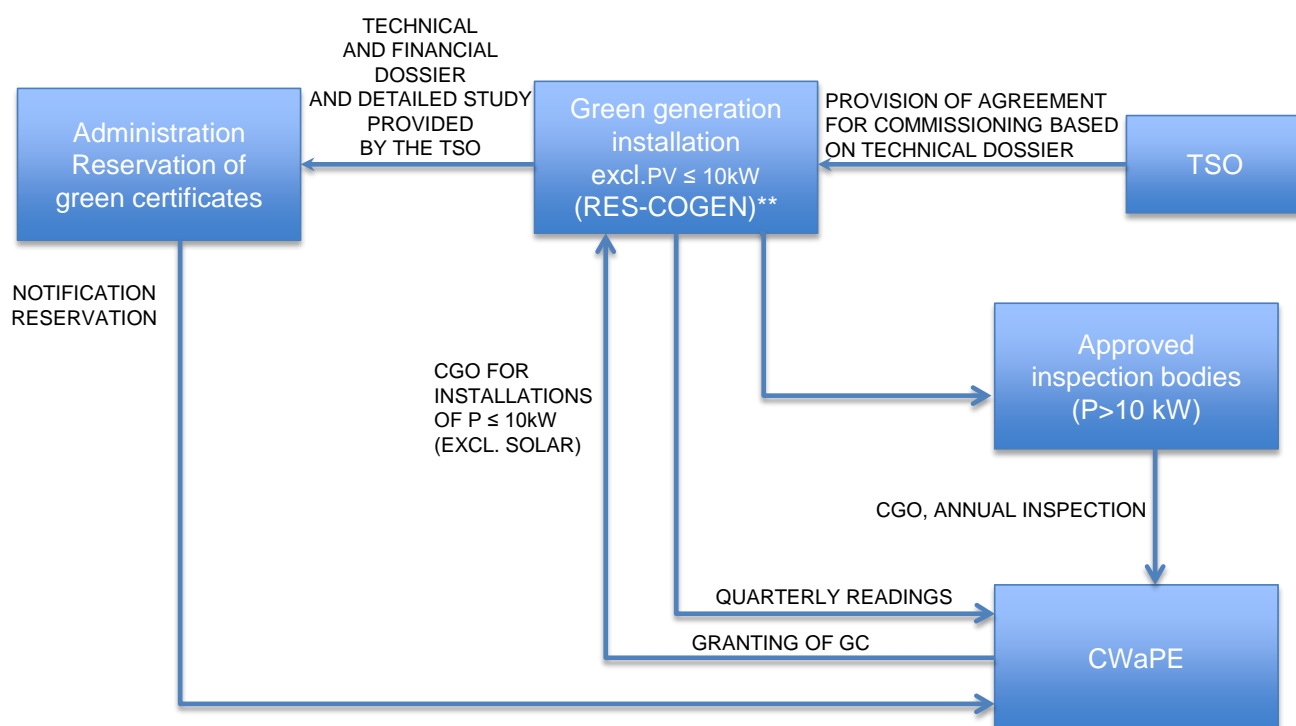 TECHNICAL
AND FINANCIAL
DOSSIER
AND DETAILED STUDY
PROVIDED
BY THE TSO
Administration
Reservation of
green certificates
Green generation
installation
excl.PV ≤ 10kW
(RES-COGEN)**
PROVISION OF AGREEMENT
FOR COMMISSIONING BASED
ON TECHNICAL DOSSIER
TSO
NOTIFICATION
RESERVATION
CGO FOR
INSTALLATIONS
OF P ≤ 10kW
(EXCL. SOLAR)
Approved
inspection bodies
(P>10 kW)
CGO, ANNUAL INSPECTION
QUARTERLY READINGS
GRANTING OF GC
CWaPE